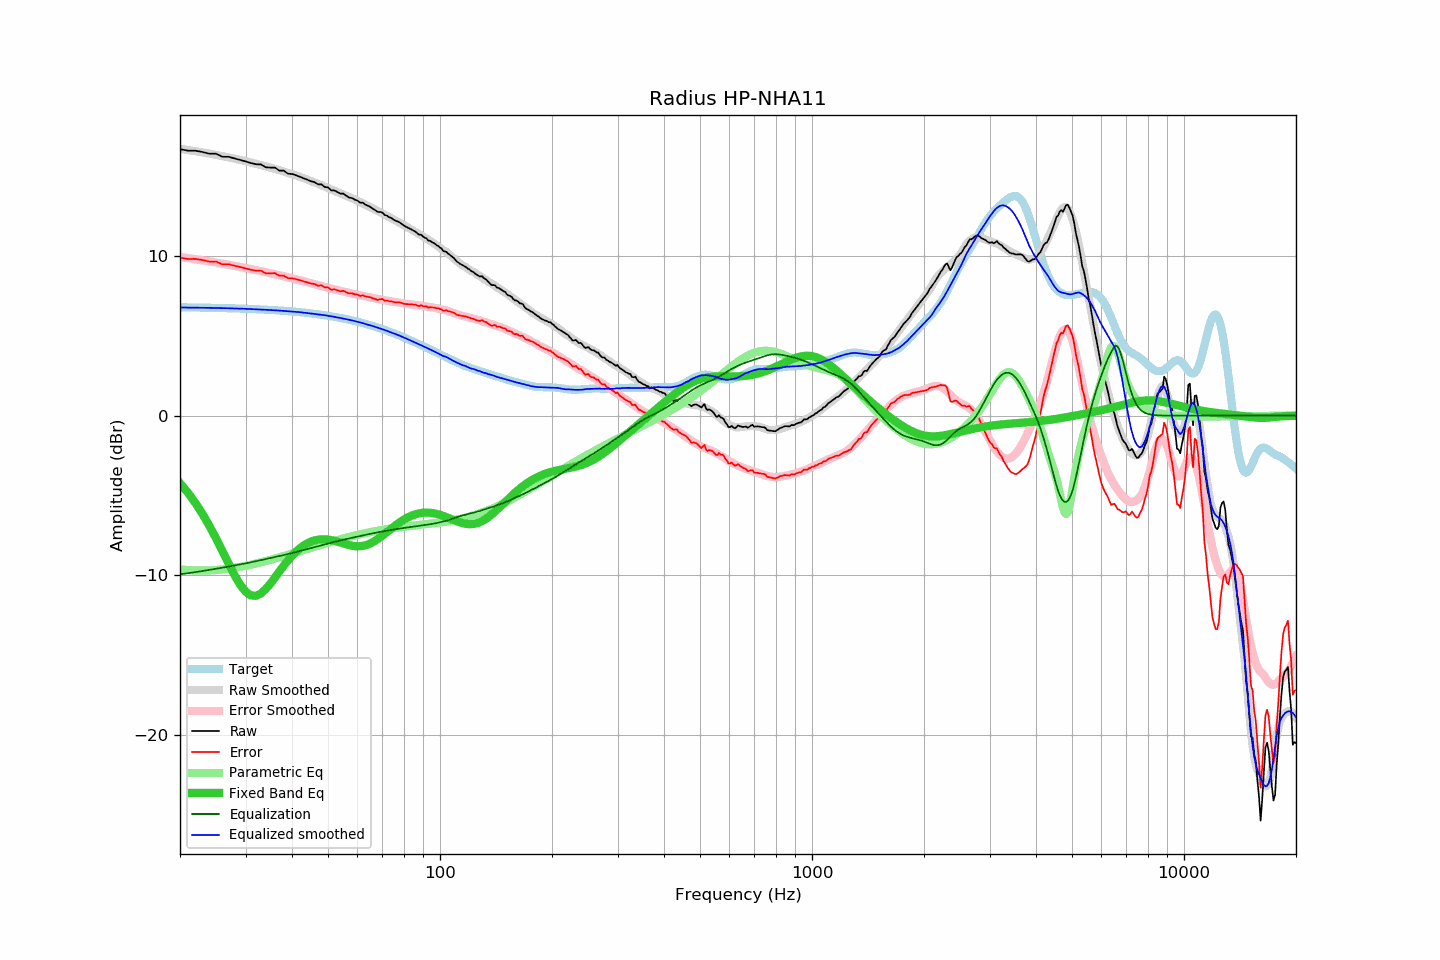 Radius HP-NHA11
Amplitude (dBr)
10
0
−10
−20
Target
Raw Smoothed
Error Smoothed
Raw
Error
Parametric Eq
Fixed Band Eq
Equalization
Equalized smoothed
100
1000
10000
Frequency (Hz)